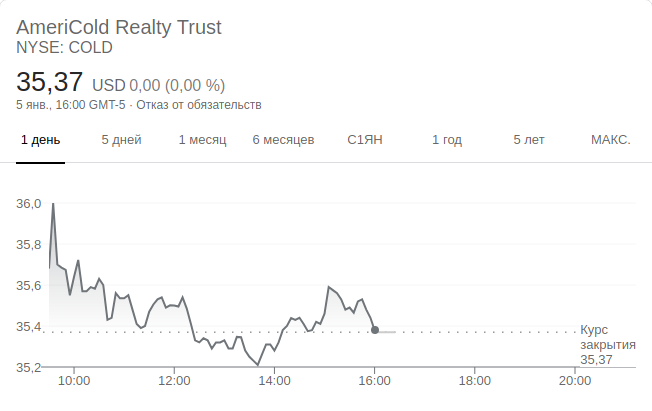 AmeriCold Realty Trust
NYSE: COLD
35,37 USD 0,00 (0,00 %)
5 янв., 16:00 GMT-5 · Отказ от обязательств
1 день 5 дней 1 месяц 6 месяцев С1ЯН 1 год 5 лет МАКС.
36,0
35,8
35,6
35,4
Курс
закрытия
35,37
35,2
10:00 12:00 14:00 16:00 18:00 20:00